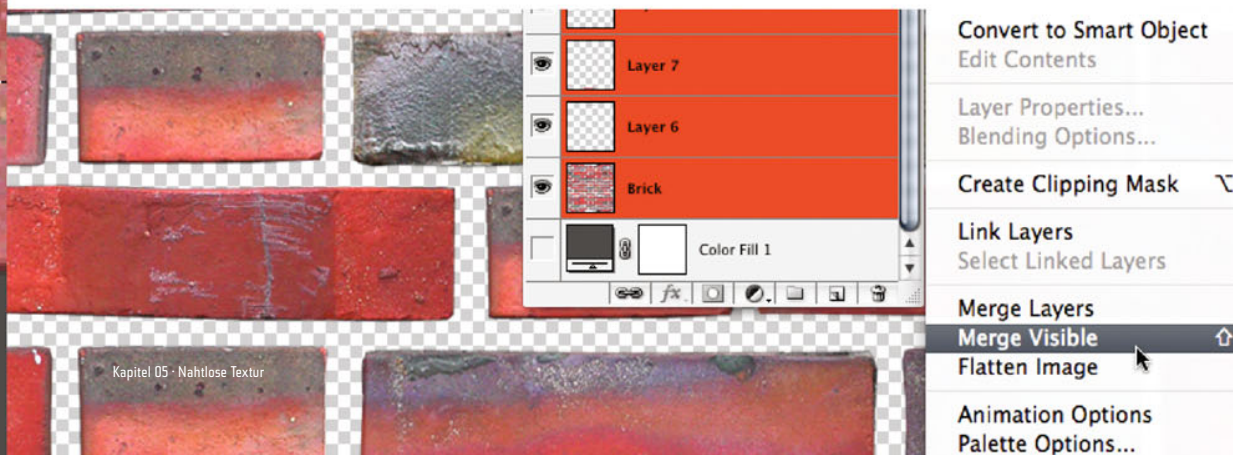 Layer 7
Layer 6
Brick
Color Fill 1
fx
Kapitel 05 · Nahtlose Textur
Convert to Smart Object
Edit Contents
Layer Properties...
Blending Options...
Create Clipping Mask
Link Layers
Select Linked Layers
Merge Layers
Merge Visible
Flatten Image
Animation Options
Palette Options...